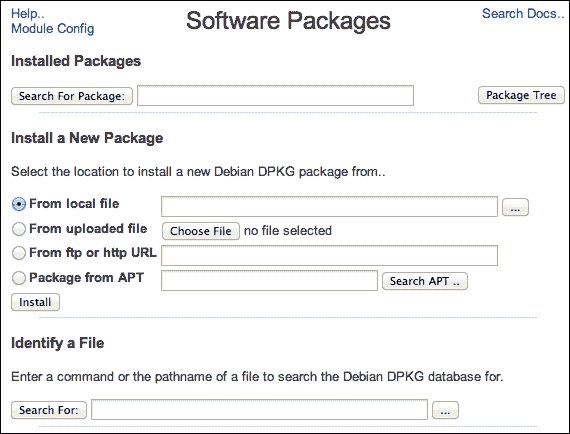 Help..
Module Config
Software Packages
Search Docs..
Installed Packages
Search For Package:
Package Tree
Install a New Package
Select the location to install a new Debian DPKG package from..
From local file
...
From uploaded file Choose File no file selected
From ftp or http URL
Package from APT Search APT ..
Install
Identify a File
Enter a command or the pathname of a file to search the Debian DPKG database for.
Search For: ...